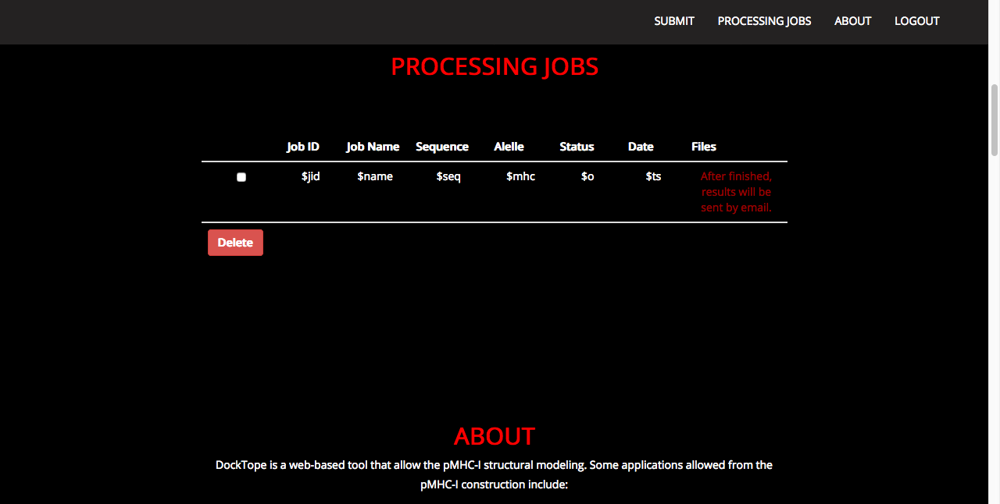 SUBMIT PROCESSING JOBS ABOUT LOGOUT
PROCESSING JOBS
Job ID Job Name Sequence Alelle Status Date Files
$jid $name $seq $mhc $o $ts After finished,
results will be
sent by email.
Delete
ABOUT
DockTope is a web-based tool that allow the pMHC-I structural modeling. Some applications allowed from the
pMHC-I construction include: